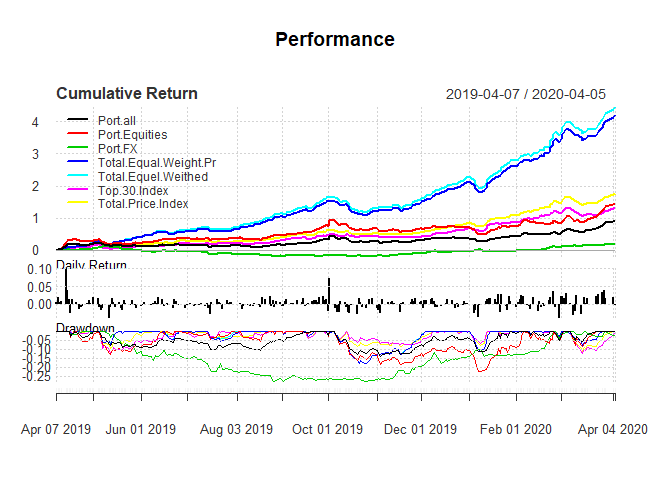 Performance
Cumulative Return 2019-04-07 / 2020-04-05
4
3
2
1
0
Port.all
Port.Equities
Port.FX
Total.Equal.Weight.Pr
Total.Equel.Weithed
Top.30.Index
Total.Price.Index
Daily Return
0.10
0.05
0.00
Drawdown
-0.05
-0.10
-0.15
-0.20
-0.25
Apr 07 2019 Jun 01 2019 Aug 03 2019 Oct 01 2019 Dec 01 2019 Feb 01 2020 Apr 04 2020